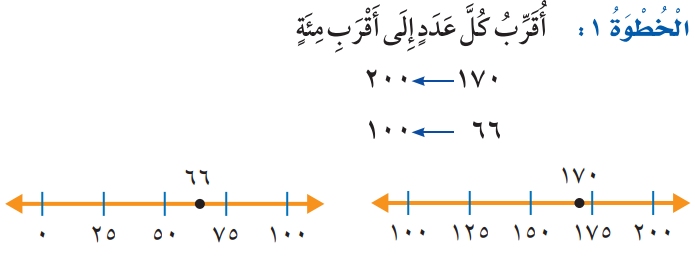 الْخُطْوَةُ ١ : أُقَرِّبُ كُلَّ عَدَدٍ إِلَى أَقْرَبِ مِئَةٍ
١٧٠ ← ٢٠٠
٦٦ ← ١٠٠
١٧٠
١٠٠ ١٢٥ ١٥٠ ١٧٥ ٢٠٠
٦٦
٠ ٢٥ ٥٠ ٧٥ ١٠٠